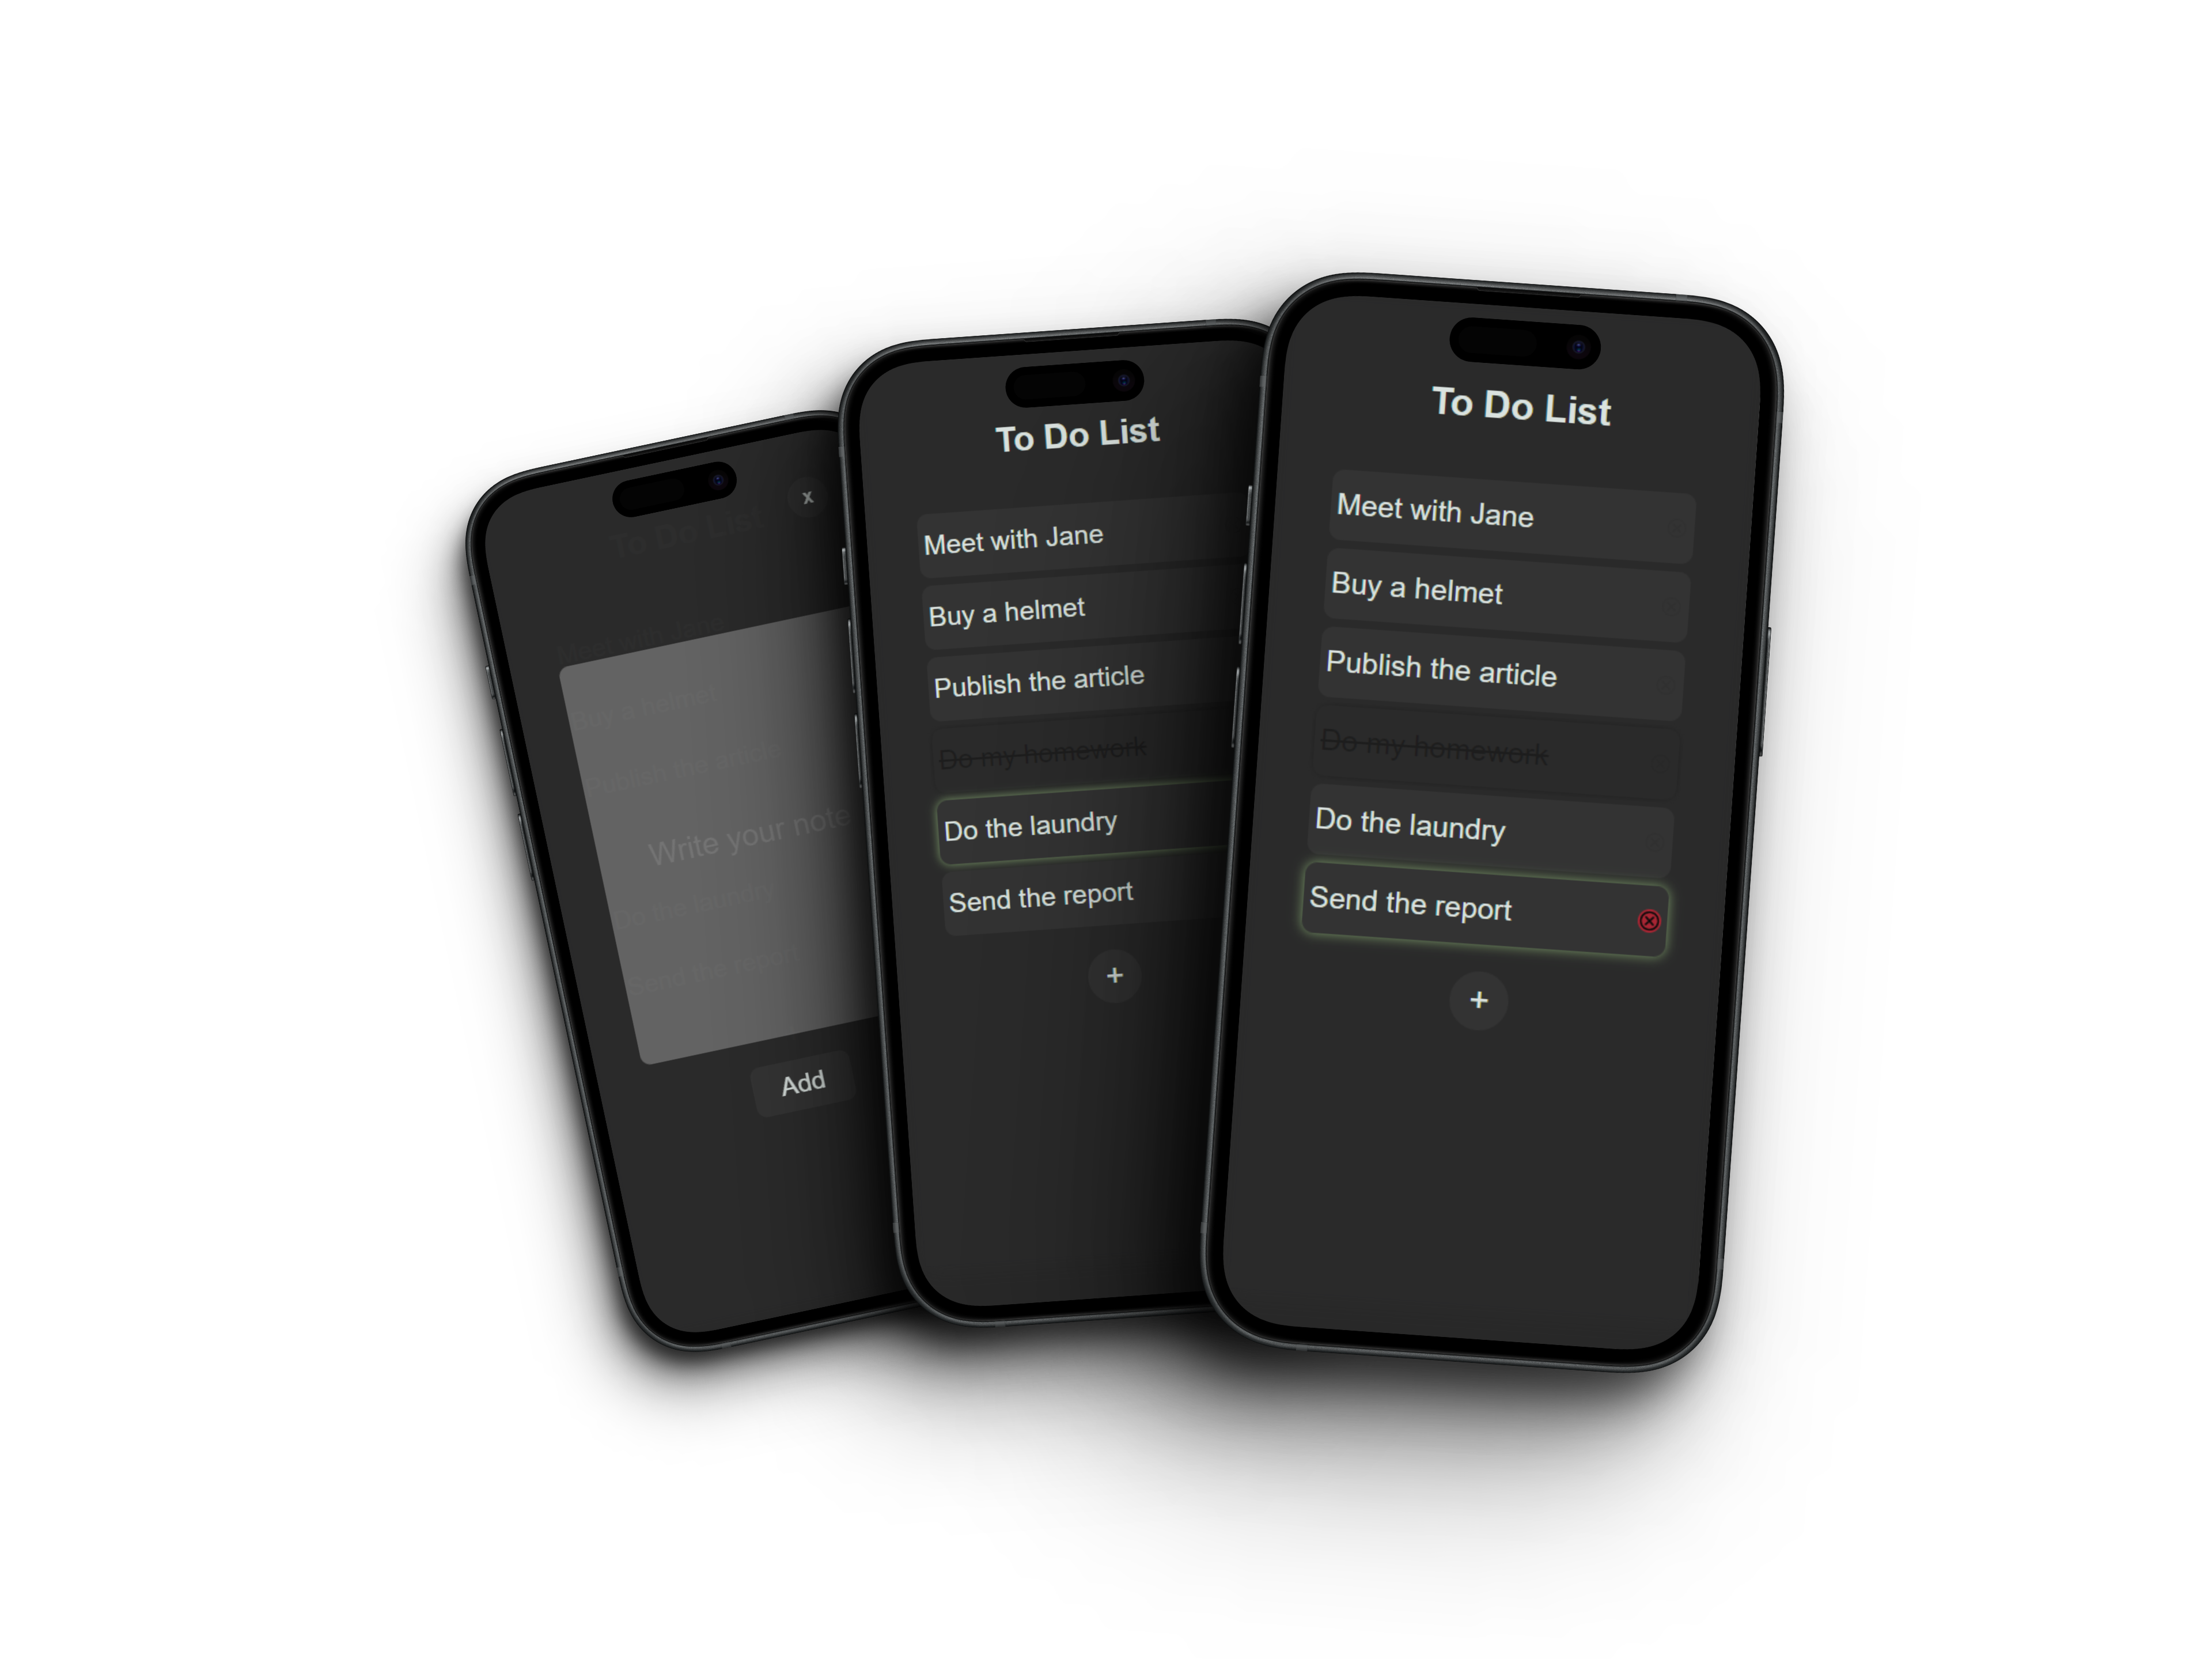 x
To Do List
Meet with Jane
Buy a helmet
Publish the article
Write your note
Do the laundry
Send the report
Add
To Do List
Meet with Jane
Buy a helmet
Publish the article
Do my homework
Do the laundry
Send the report
+
To Do List
Meet with Jane
Buy a helmet
Publish the article
Do my homework
Do the laundry
Send the report
+